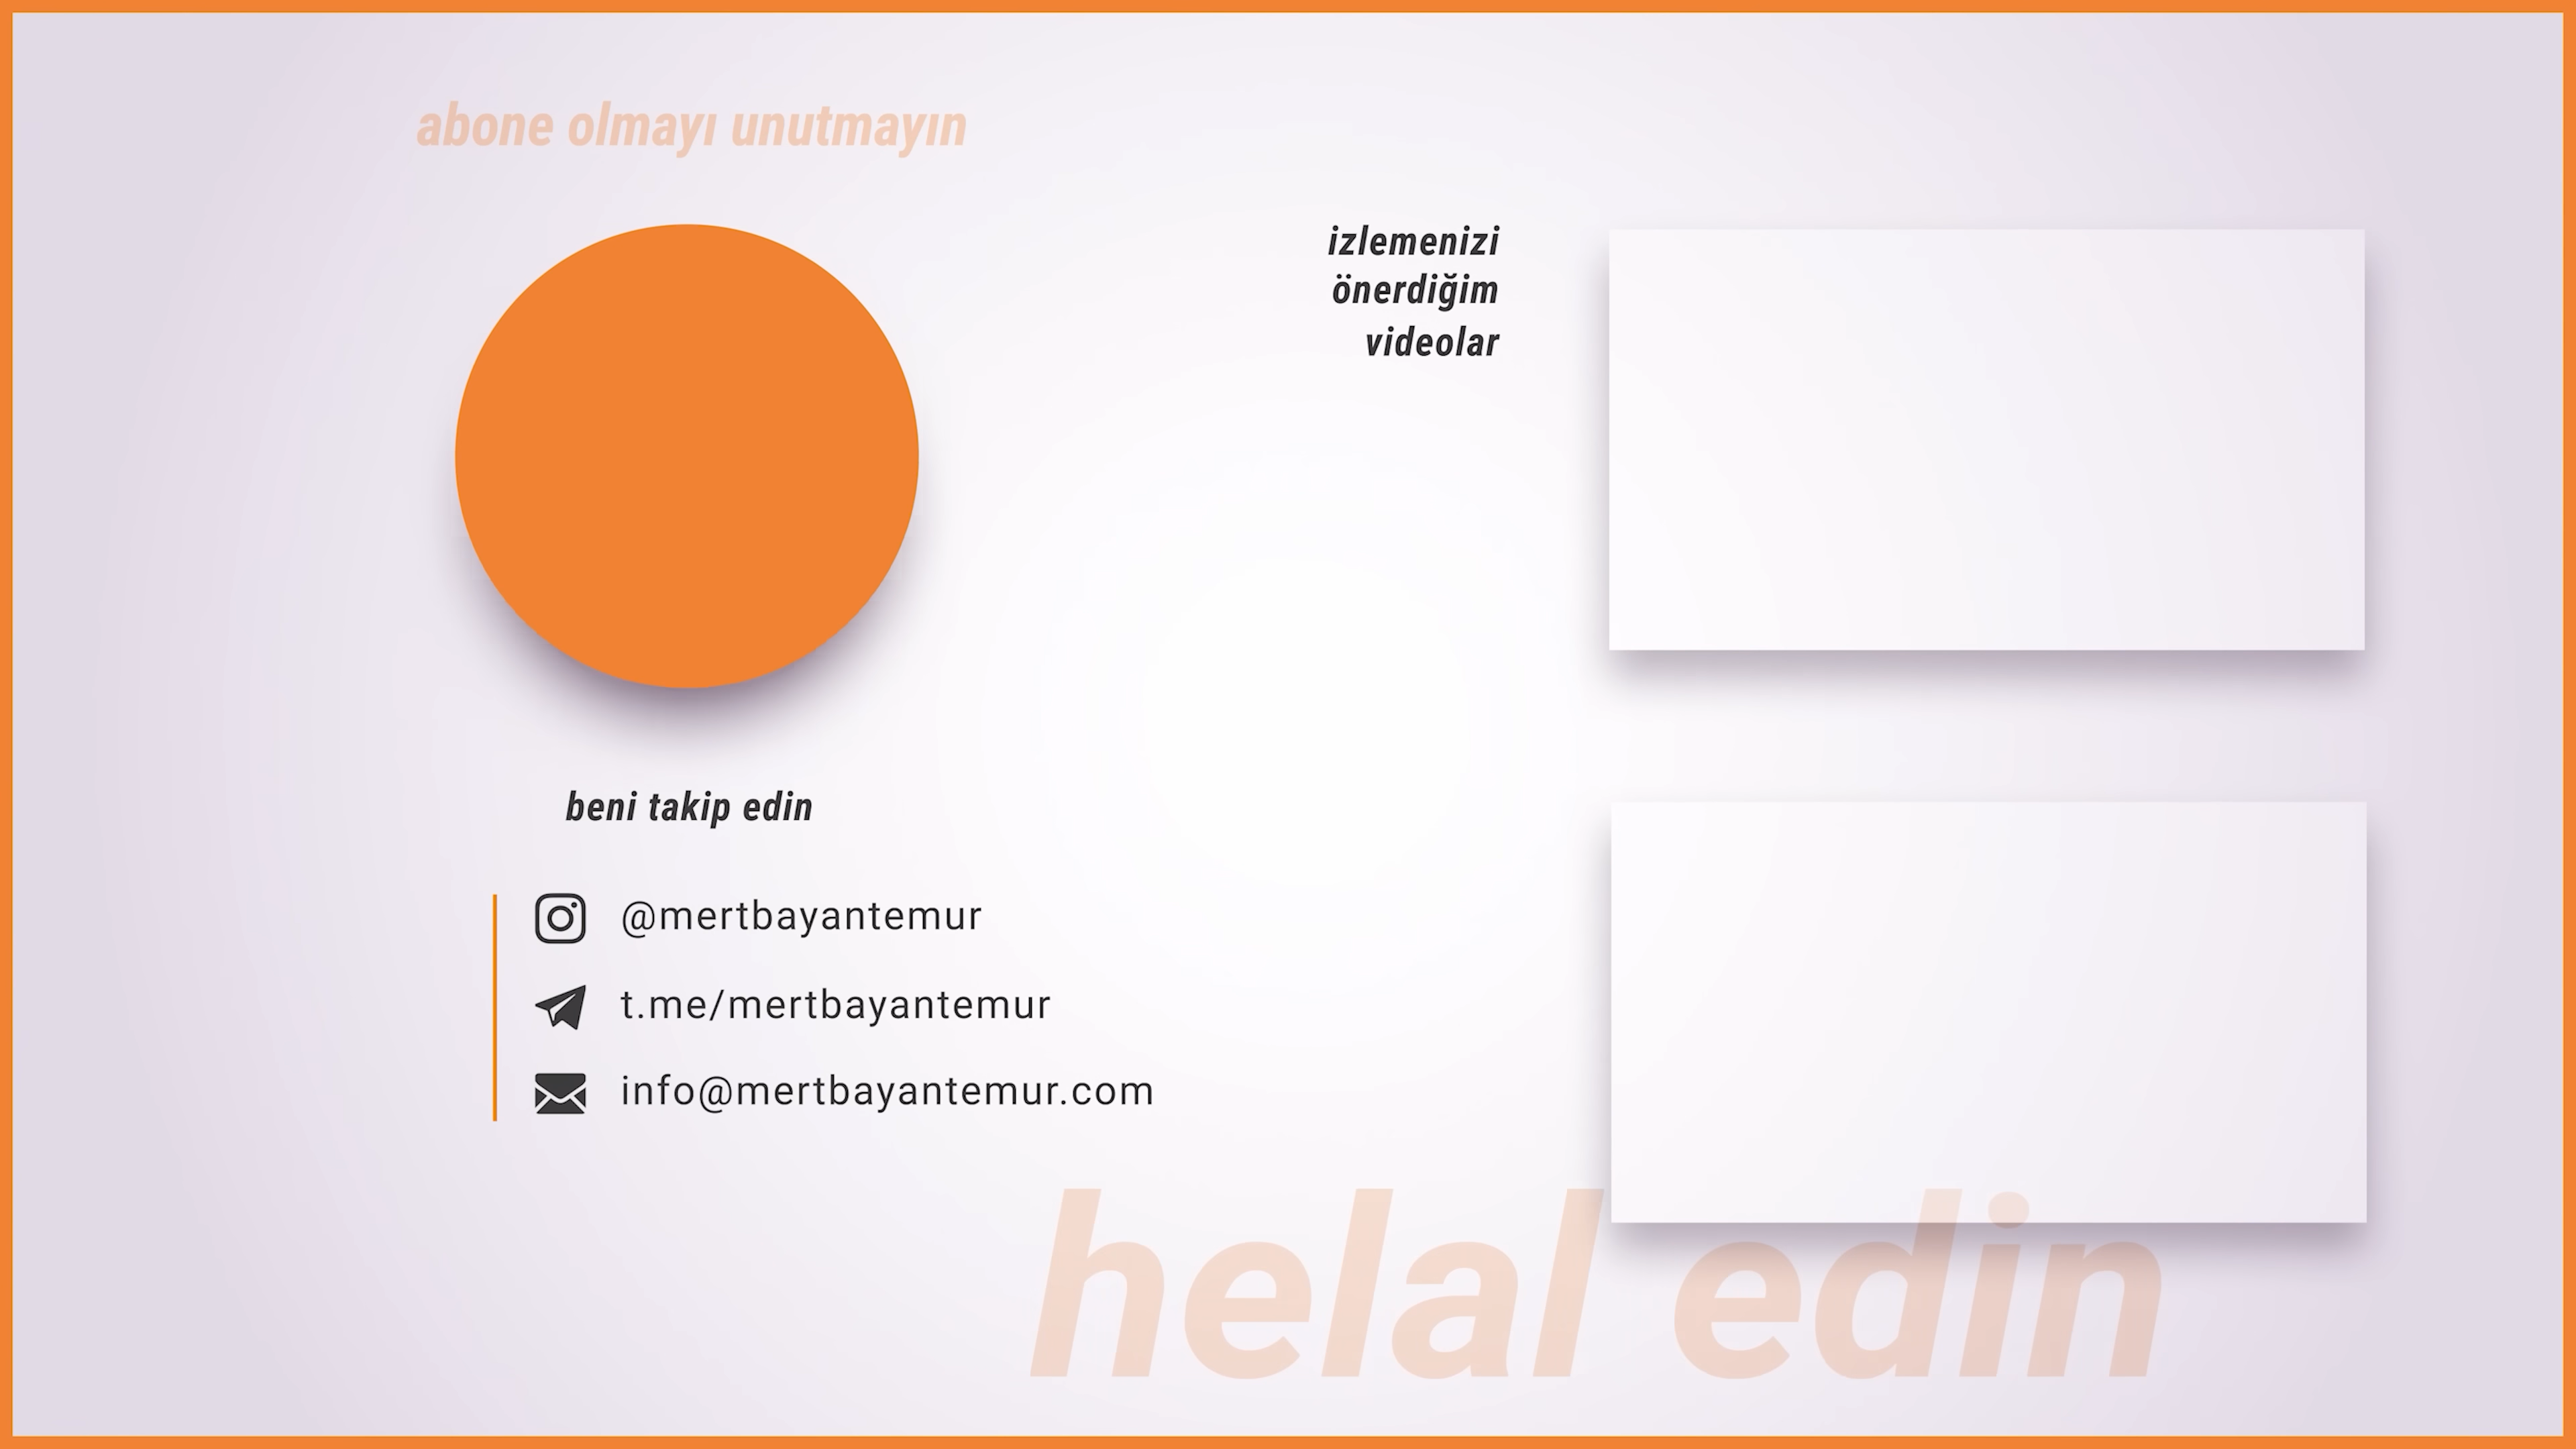 abone olmayı unutmayın
izlemenizi
önerdiğim
videolar
beni takip edin
@mertbayantemur
t.me/mertbayantemur
info@mertbayantemur.com
helal edin